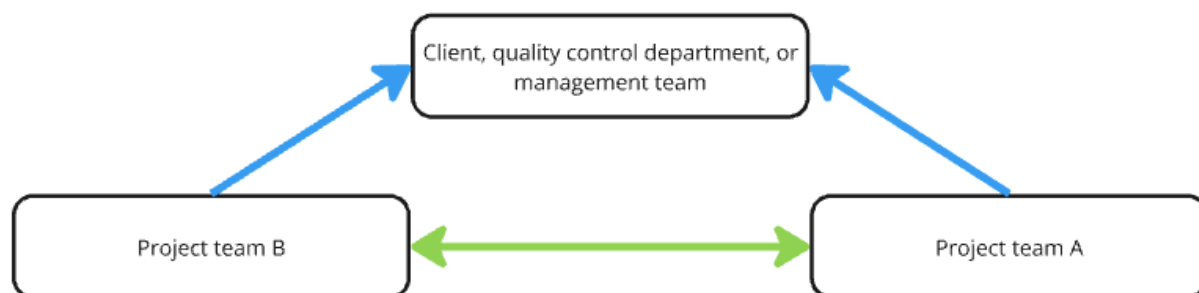 Client, quality control department, or
management team
Project team B
Project team A